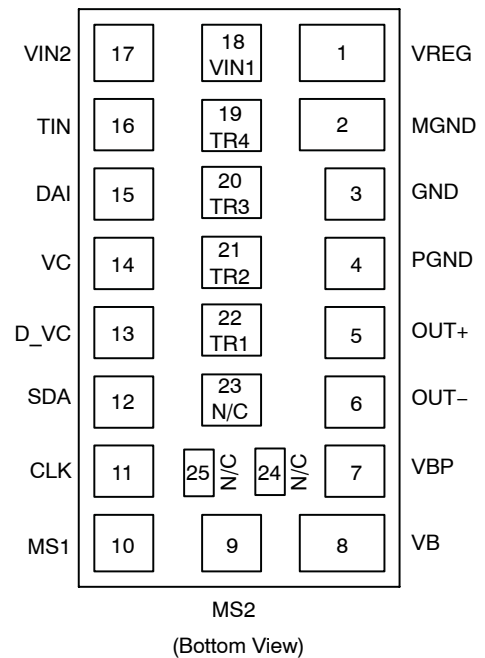 VIN2 17 18 VIN1 1 VREG
TIN 16 19 TR4 2 MGND
DAI 15 20 TR3 3 GND
VC 14 21 TR2 4 PGND
D_VC 13 22 TR1 5 OUT+
SDA 12 23 N/C 6 OUT−
CLK 11 25 N/C 24 N/C 7 VBP
MS1 10 9 8 VB
MS2
(Bottom View)